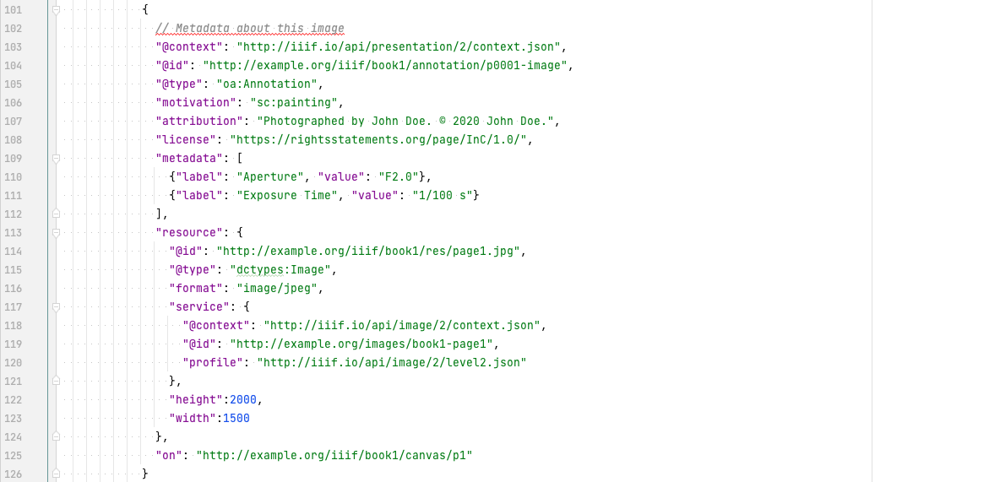 101 {
102 // Metadata about this image
103 "@context": "http://iiif.io/api/presentation/2/context.json",
104 "@id": "http://example.org/iiif/book1/annotation/p0001-image",
105 "@type": "oa:Annotation",
106 "motivation": "sc:painting",
107 "attribution": "Photographed by John Doe. © 2020 John Doe.",
108 "license": "https://rightsstatements.org/page/InC/1.0/",
109 "metadata": [
110 {"label": "Aperture", "value": "F2.0"},
111 {"label": "Exposure Time", "value": "1/100 s"}
112 ],
113 "resource": {
114 "@id": "http://example.org/iiif/book1/res/page1.jpg",
115 "@type": "dctypes:Image",
116 "format": "image/jpeg",
117 "service": {
118 "@context": "http://iiif.io/api/image/2/context.json",
119 "@id": "http://example.org/images/book1-page1",
120 "profile": "http://iiif.io/api/image/2/level2.json"
121 },
122 "height":2000,
123 "width":1500
124 },
125 "on": "http://example.org/iiif/book1/canvas/p1"
126 }